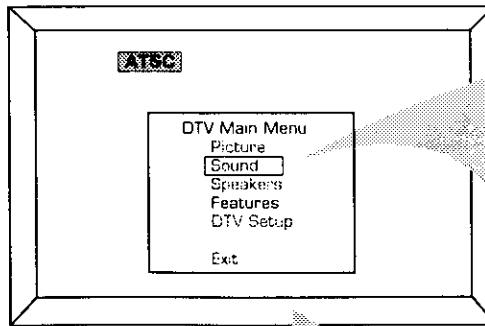 ATSC
DTV Main Menu
Picture
Sound
Speakers
Features
DTV Setup
Exit